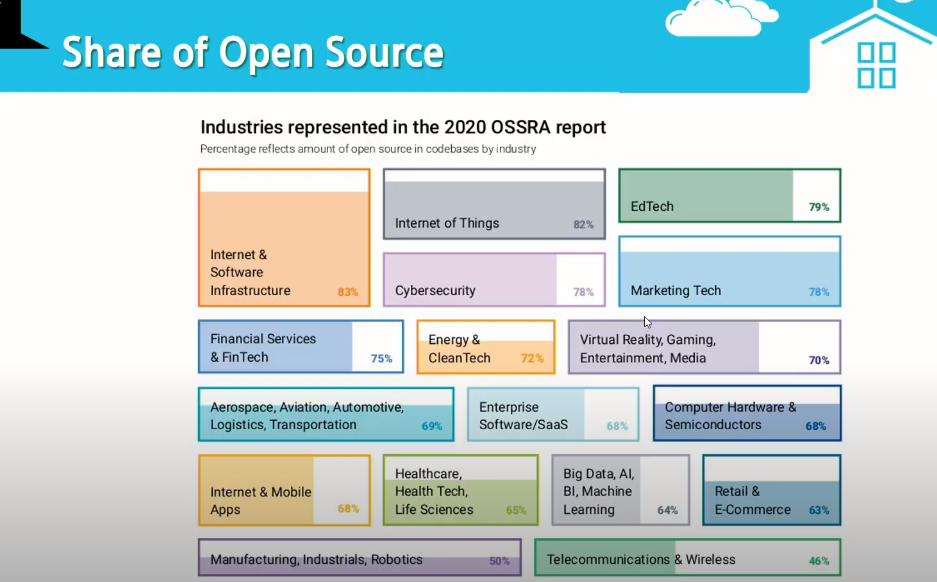 Share of Open Source
Industries represented in the 2020 OSSRA report
Percentage reflects amount of open source in codebases by industry
Internet &
Software
Infrastructure
83%
Internet of Things
82%
EdTech
79%
Cybersecurity
78%
Marketing Tech
78%
Financial Services
& FinTech
75%
Energy &
CleanTech
72%
Virtual Reality, Gaming,
Entertainment, Media
70%
Aerospace, Aviation, Automotive,
Logistics, Transportation
69%
Enterprise
Software/SaaS
68%
Computer Hardware &
Semiconductors
68%
Internet & Mobile
Apps
68%
Healthcare,
Health Tech,
Life Sciences
65%
Big Data, AI,
BI, Machine
Learning
64%
Retail &
E-Commerce
63%
Manufacturing, Industrials, Robotics
50%
Telecommunications & Wireless
46%